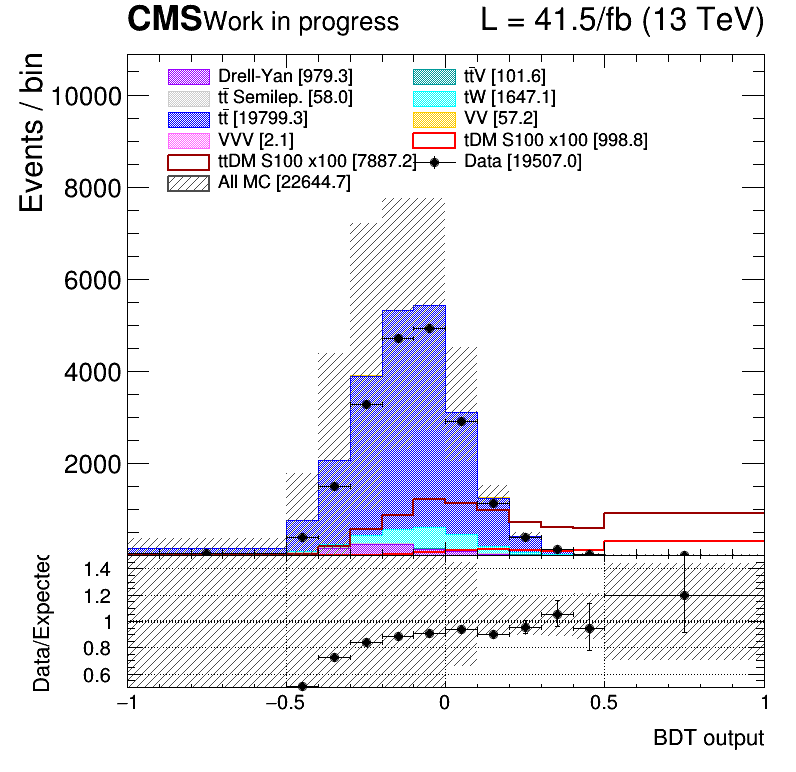 CMS Work in progress L = 41.5/fb (13 TeV)
Events / bin
10000
8000
6000
4000
2000
Drell-Yan [979.3]
tt̄ Semilep. [58.0]
tt̄ [19799.3]
VVV [2.1]
ttDM S100 x100 [7887.2]
All MC [22644.7]
tt̄V [101.6]
tW [1647.1]
VV [57.2]
tDM S100 x100 [998.8]
Data [19507.0]
Data/Expected
1.4
1.2
1
0.8
0.6
−1 −0.5 0 0.5 1
BDT output